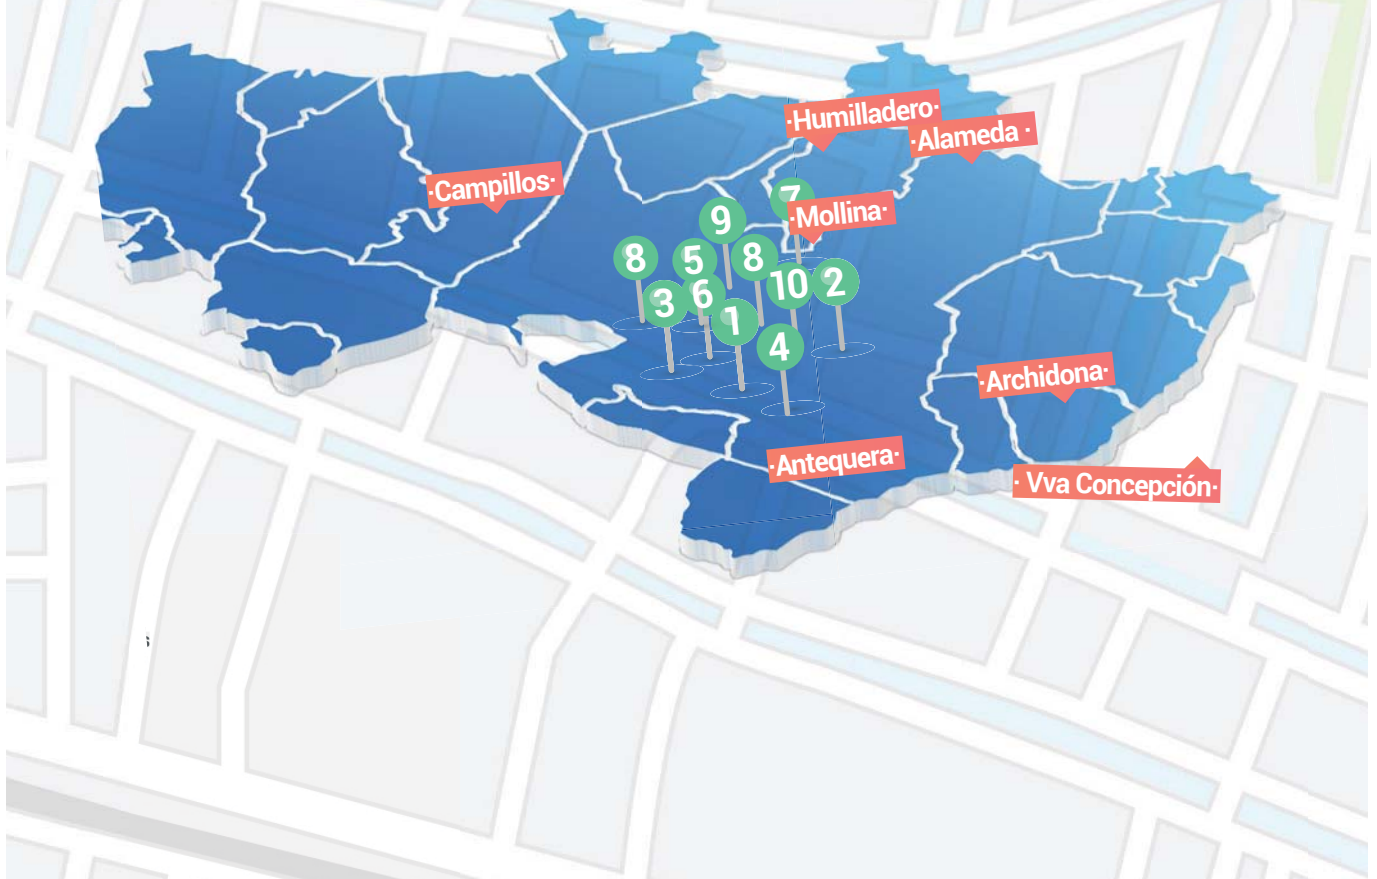 ·Humilladero·
·Alameda ·
·Campillos·
7
·Mollina·
9
8
5
8
10
2
3
6
1
4
·Archidona·
·Antequera·
· Vva Concepción·
s